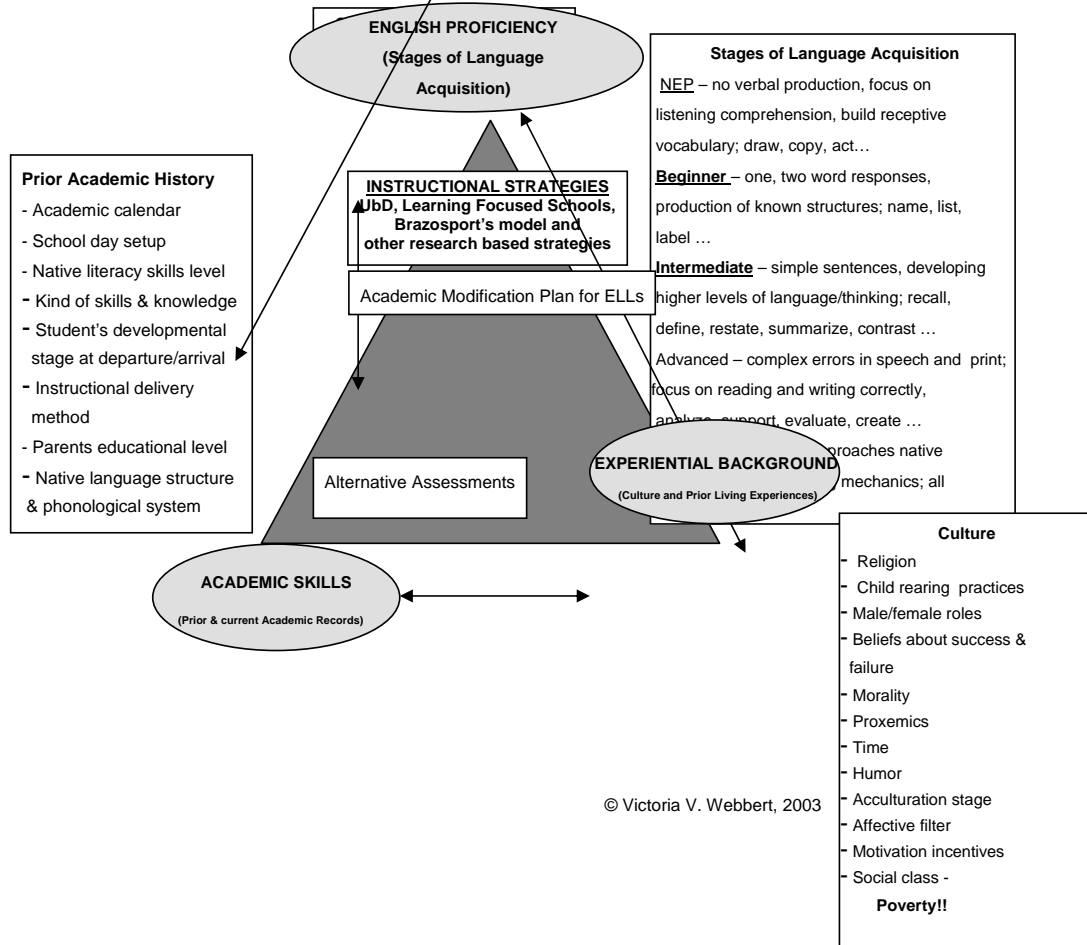 ENGLISH PROFICIENCY
(Stages of Language
Acquisition)
Stages of Language Acquisition
NEP – no verbal production, focus on
listening comprehension, build receptive
vocabulary; draw, copy, act…
Beginner – one, two word responses,
production of known structures; name, list,
label …
Intermediate – simple sentences, developing
higher levels of language/thinking; recall,
define, restate, summarize, contrast …
Advanced – complex errors in speech and print;
focus on reading and writing correctly,
analyze, support, evaluate, create …
native
mechanics; all
Prior Academic History
- Academic calendar
- School day setup
- Native literacy skills level
- Kind of skills & knowledge
- Student's developmental
stage at departure/arrival
- Instructional delivery
method
- Parents educational level
- Native language structure
& phonological system
INSTRUCTIONAL STRATEGIES
UbD, Learning Focused Schools,
Brazosport's model and
other research based strategies
Academic Modification Plan for ELLs
Alternative Assessments
EXPERIENTIAL BACKGROUND
(Culture and Prior Living Experiences)
ACADEMIC SKILLS
(Prior & current Academic Records)
Culture
- Religion
- Child rearing practices
- Male/female roles
- Beliefs about success &
failure
- Morality
- Proxemics
- Time
- Humor
- Acculturation stage
- Affective filter
- Motivation incentives
- Social class -
Poverty!!
© Victoria V. Webbert, 2003